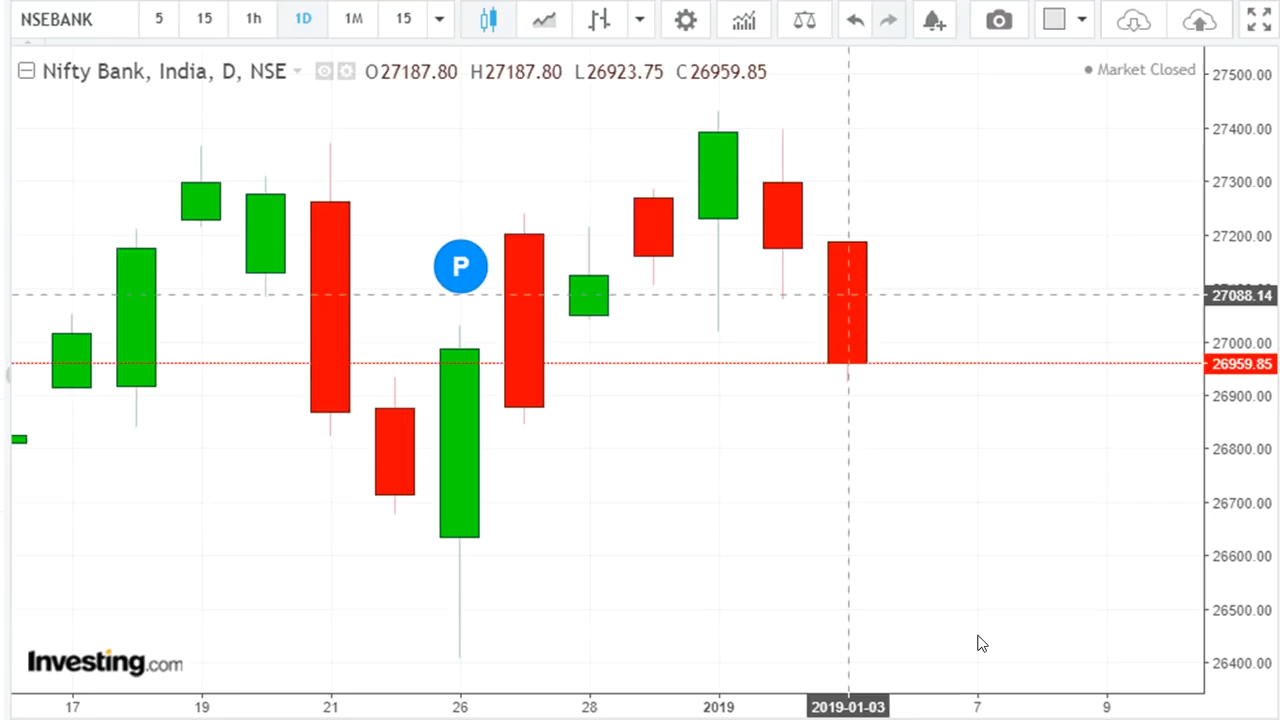 NSEBANK 5 15 1h 1D 1M 15
Nifty Bank, India, D, NSE O27187.80 H27187.80 L26923.75 C26959.85
Market Closed
27500.00
27400.00
27300.00
27200.00
P
27088.14
27000.00
26959.85
26900.00
26800.00
26700.00
26600.00
26500.00
26400.00
Investing.com
17 19 21 26 28 2019 2019-01-03 7 9